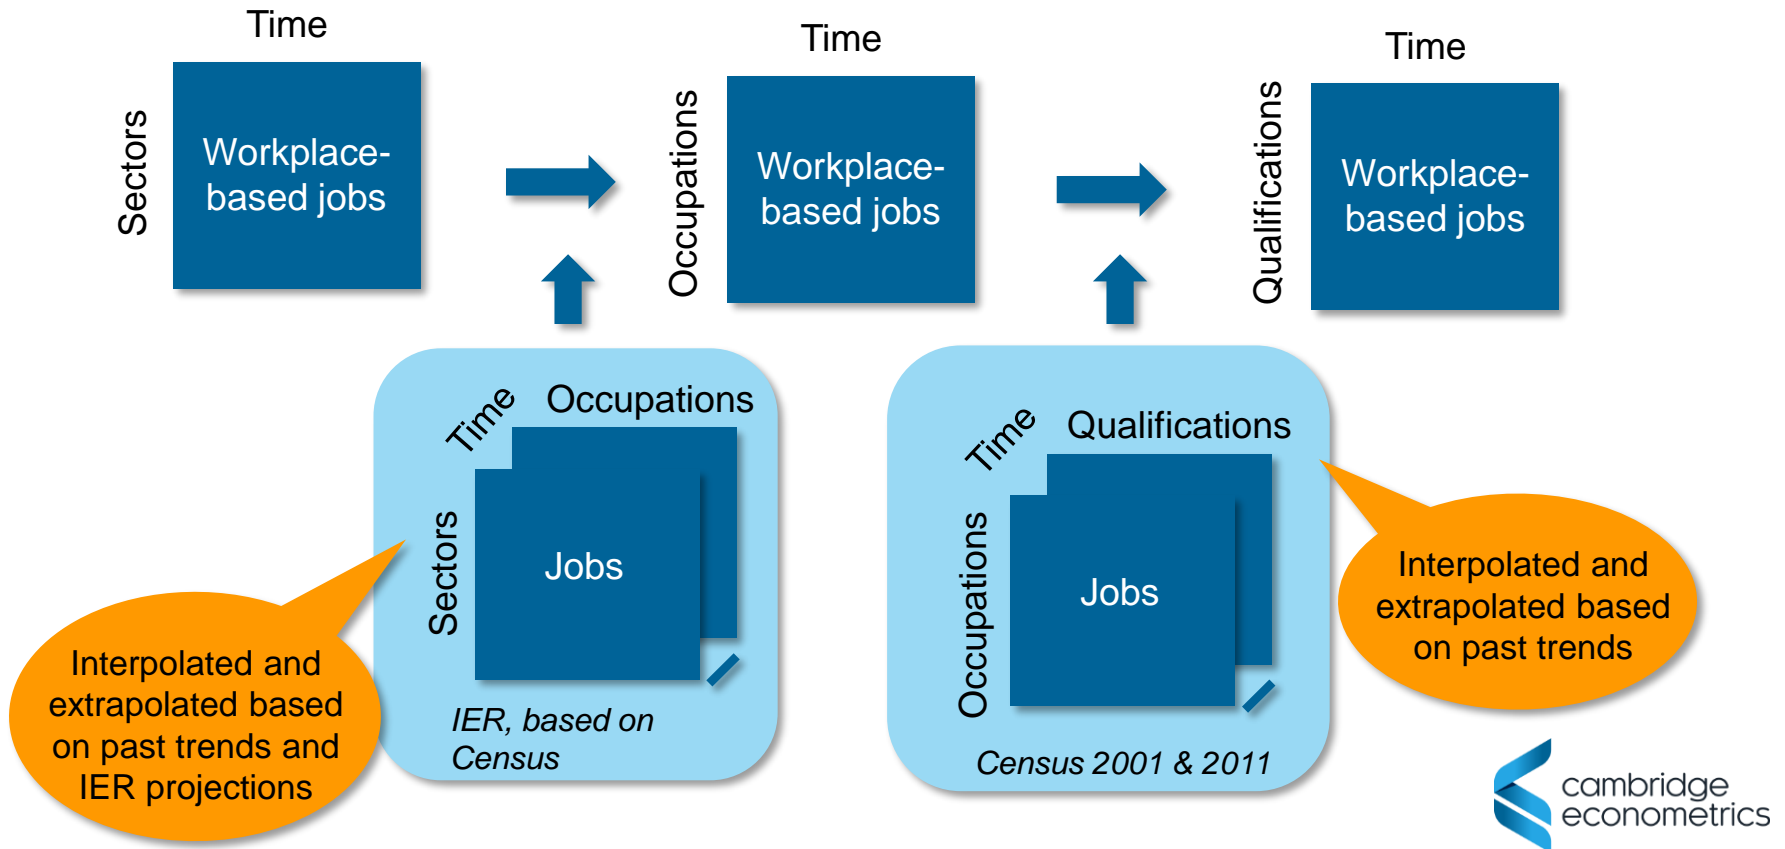 Time
Sectors
Workplace-
based jobs
Time
Occupations
Workplace-
based jobs
Time
Qualifications
Workplace-
based jobs
Time
Occupations
Sectors
Jobs
IER, based on
Census
Interpolated and
extrapolated based
on past trends and
IER projections
Time
Qualifications
Occupations
Jobs
Census 2001 & 2011
Interpolated and
extrapolated based
on past trends
cambridge
econometrics